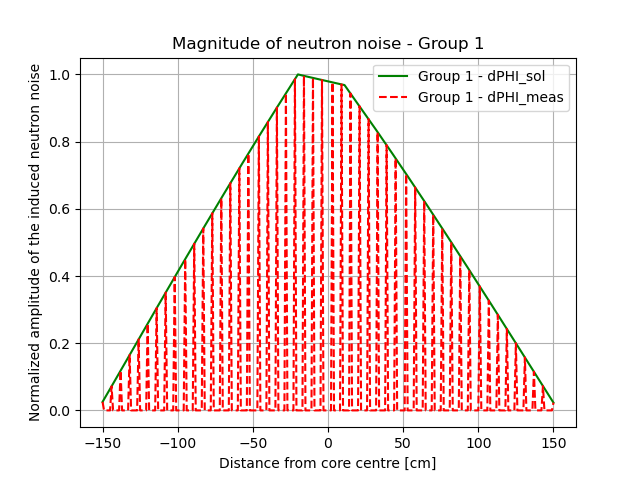 Magnitude of neutron noise - Group 1
Normalized amplitude of the induced neutron noise
1.0
0.8
0.6
0.4
0.2
0.0
Group 1 - dPHI_sol
Group 1 - dPHI_meas
−150
−100
−50
0
50
100
150
Distance from core centre [cm]